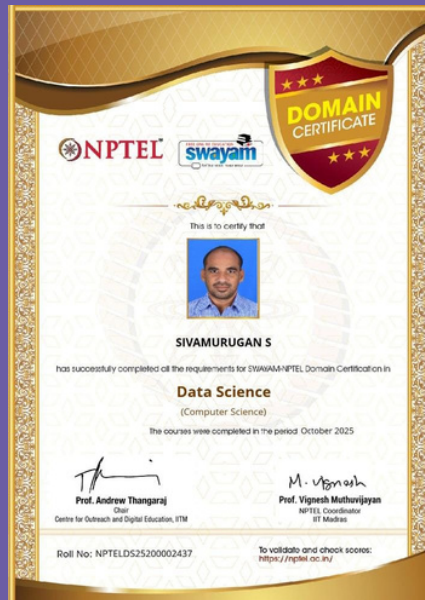 DOMAIN
CERTIFICATE
NPTEL
swayam
This is to certify that
SIVAMURUGAN S
has successfully completed all the requirements for SWAYAM-NPTEL Domain Certification in
Data Science
(Computer Science)
The courses were completed in the period October 2025
M. Vignesh
Prof. Andrew Thangaraj
Chair
Centre for Outreach and Digital Education, IITM
Prof. Vignesh Muthuvijayan
NPTEL Coordinator
IIT Madras
Roll No: NPTELDS25200002437
To validate and check scores:
https://nptel.ac.in/